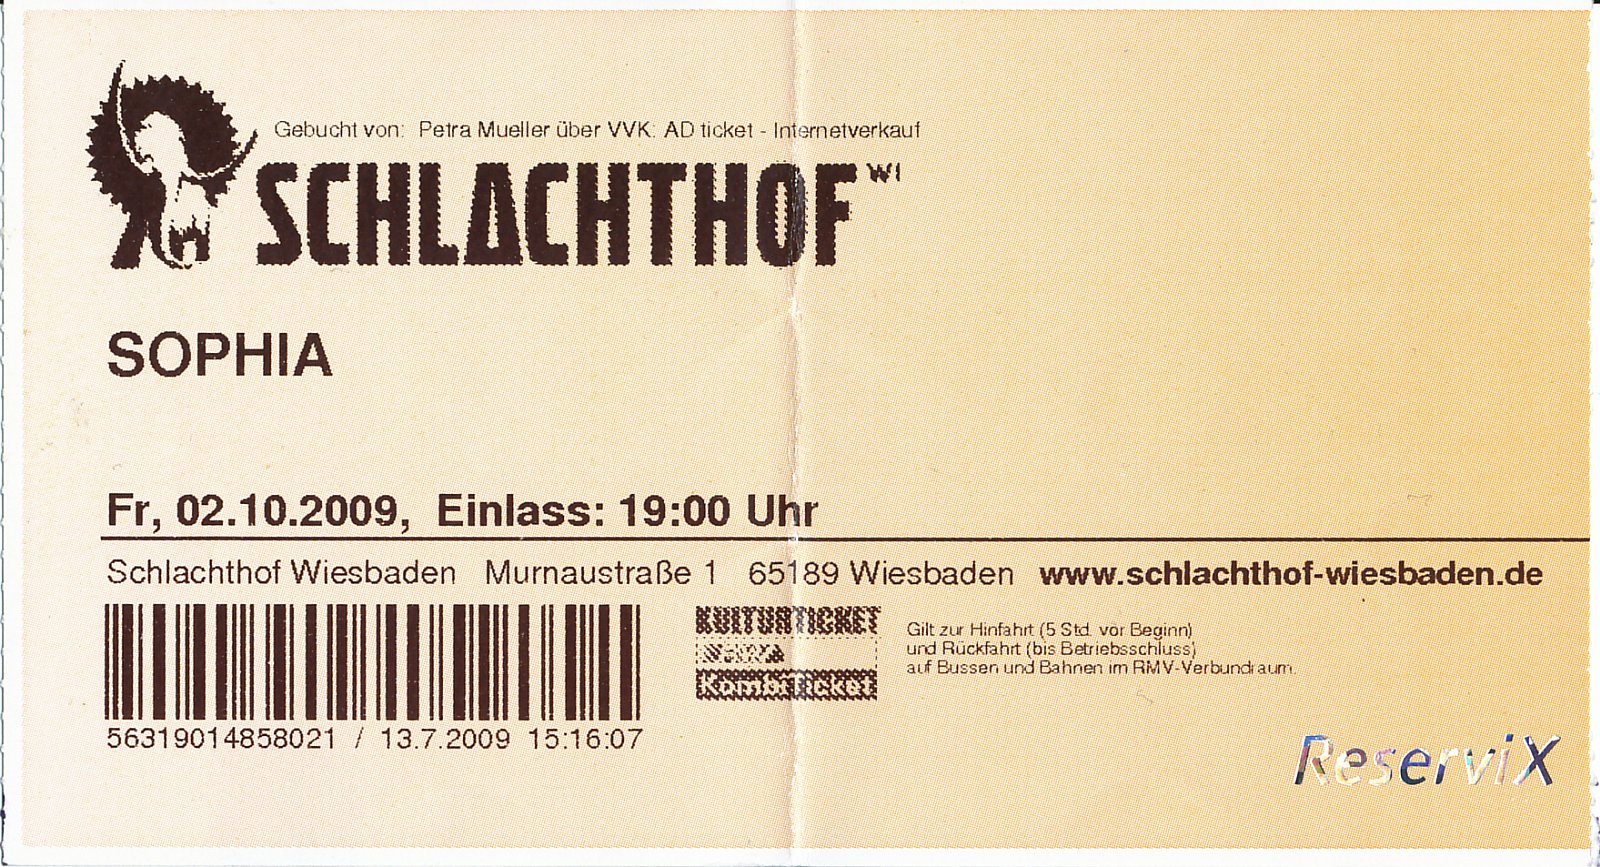 Gebucht von: Petra Mueller über VVK: AD ticket - Internetverkauf
SCHLACHTHOF WI
SOPHIA
Fr, 02.10.2009, Einlass: 19:00 Uhr
Schlachthof Wiesbaden Murnaustraße 1 65189 Wiesbaden www.schlachthof-wiesbaden.de
KULTURTICKET
KombiTicket
Gilt zur Hinfahrt (5 Std. vor Beginn)
und Rückfahrt (bis Betriebsschluss)
auf Bussen und Bahnen im RMV-Verbundraum.
56319014858021 / 13.7.2009 15:16:07
ReserviX